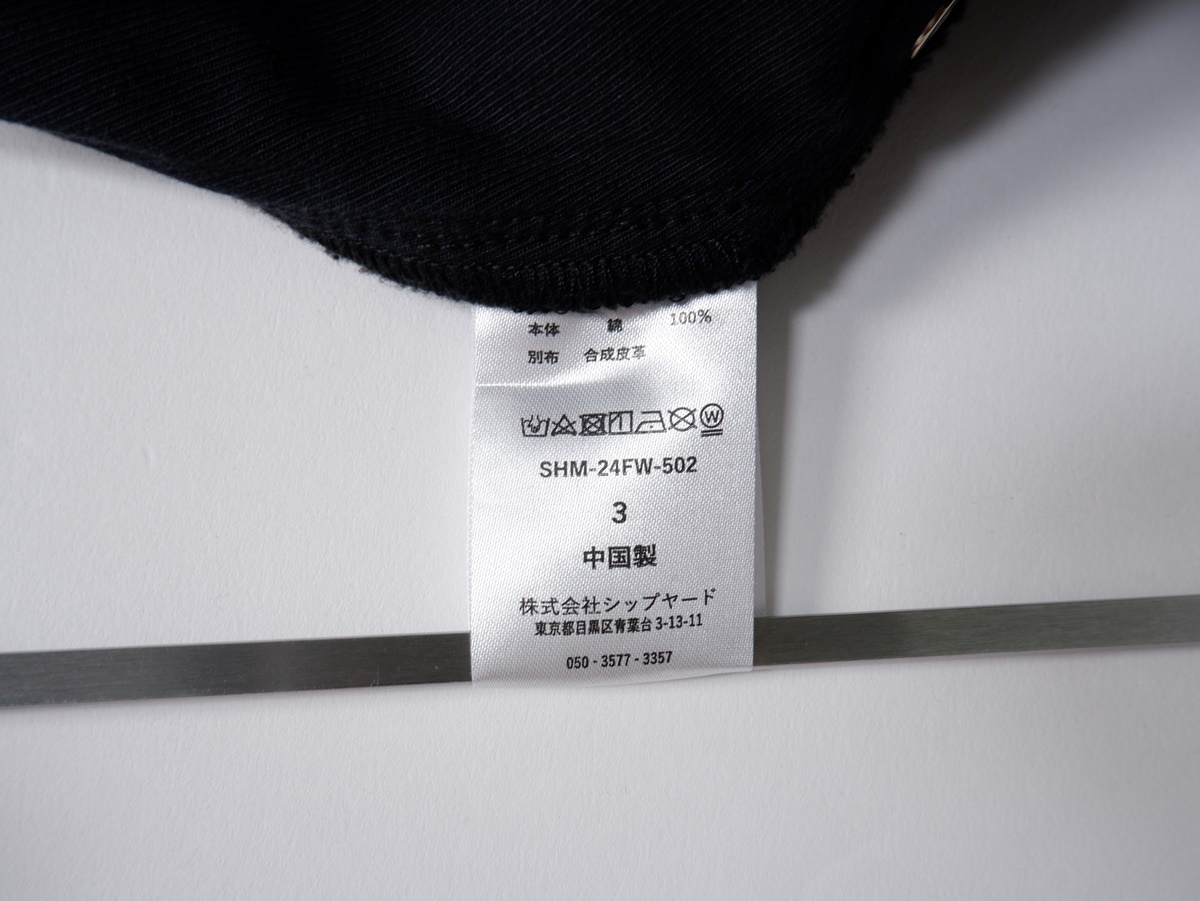 本体 綿 100%
別布 合成皮革
W
SHM-24FW-502
3
中国製
株式会社シップヤード
東京都目黒区青葉台3-13-11
050-3577-3357